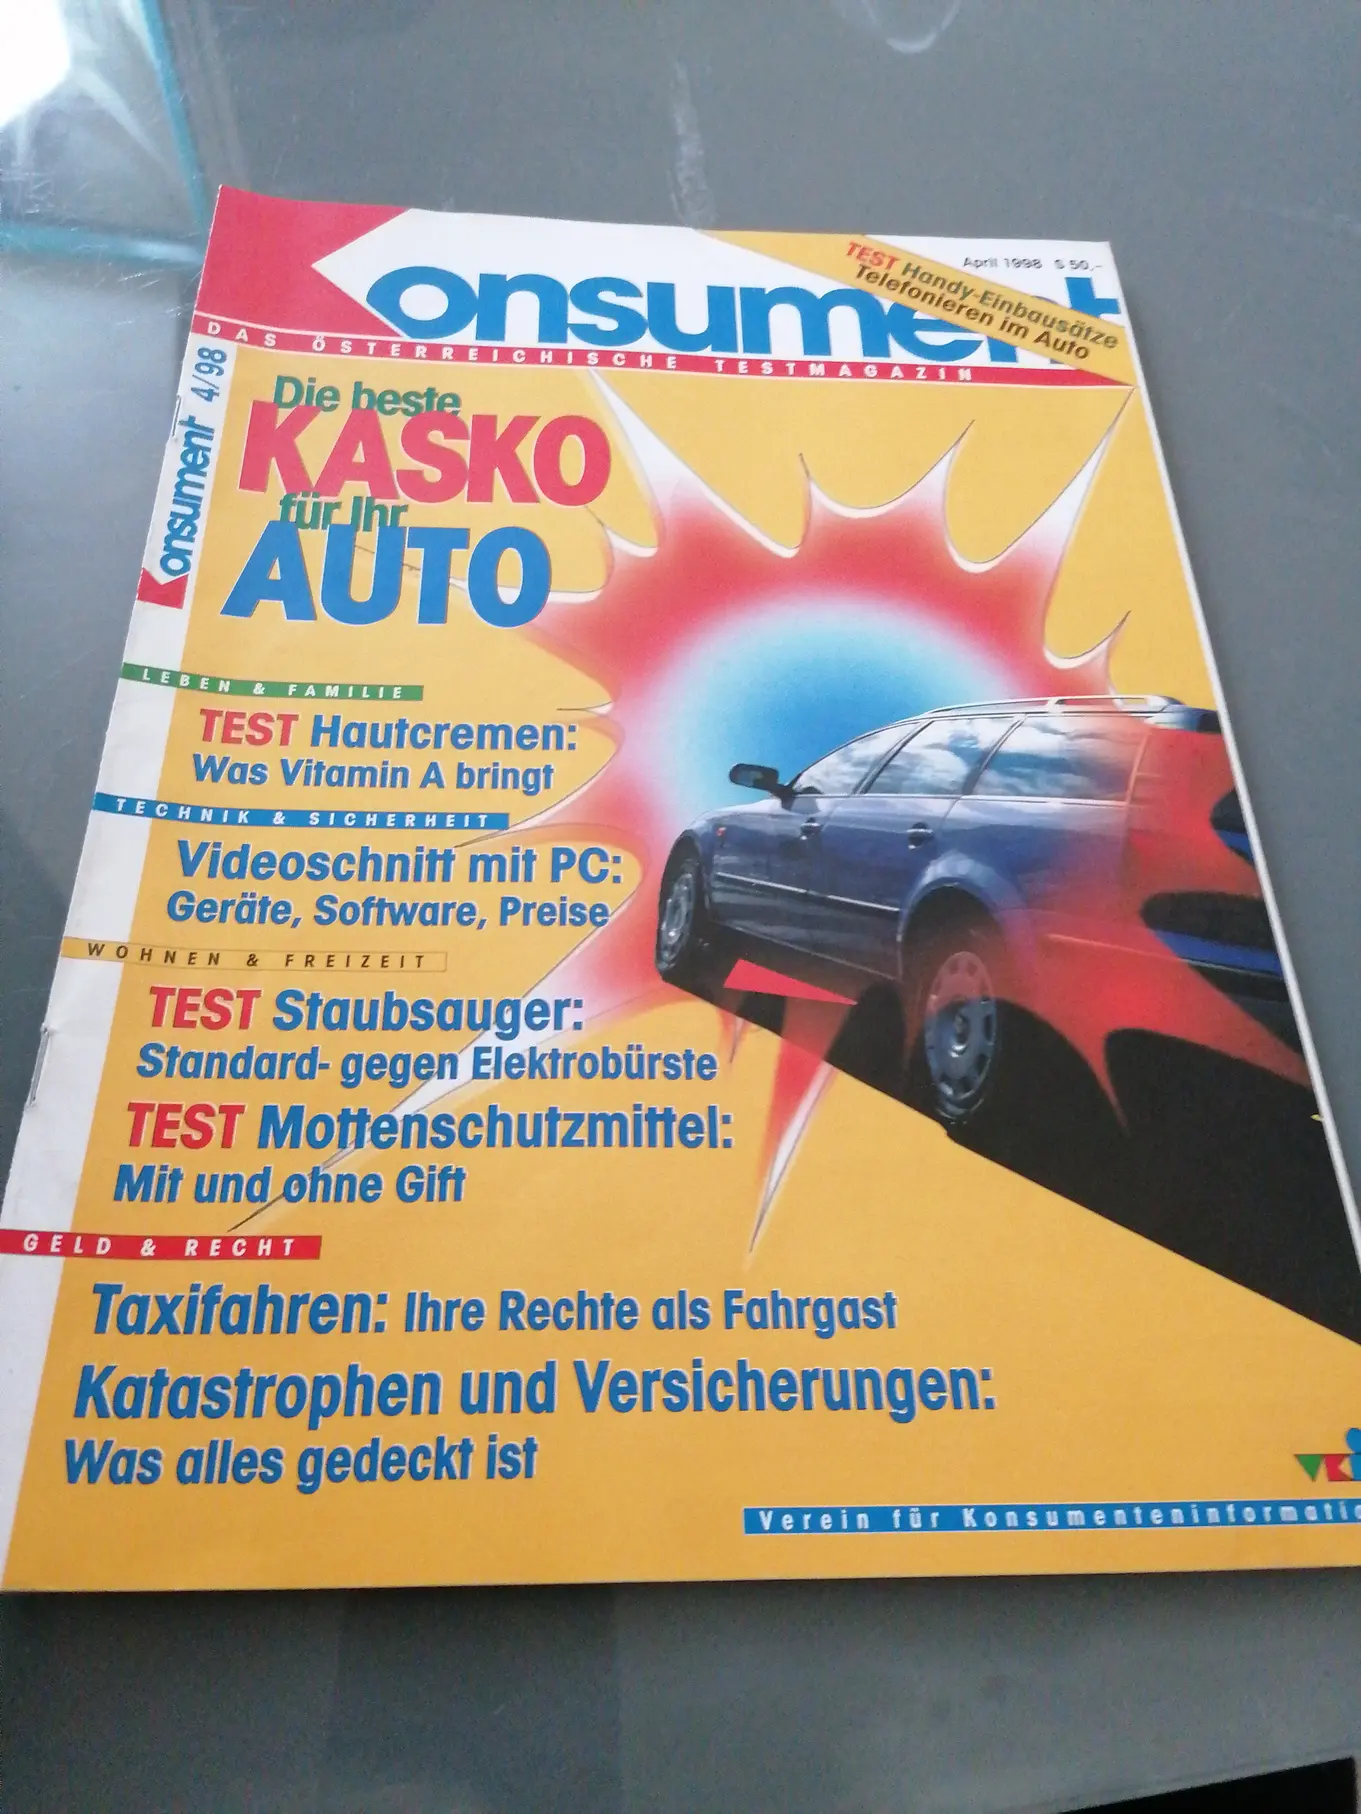 April 1998 S 50,-
TEST Handy-Einbausätze
Telefonieren im Auto
Konsument
DAS ÖSTERREICHISCHE TESTMAGAZIN
Konsument 4/98
Die beste
KASKO
für Ihr
AUTO
LEBEN & FAMILIE
TEST Hautcremen:
Was Vitamin A bringt
TECHNIK & SICHERHEIT
Videoschnitt mit PC:
Geräte, Software, Preise
WOHNEN & FREIZEIT
TEST Staubsauger:
Standard- gegen Elektrobürste
TEST Mottenschutzmittel:
Mit und ohne Gift
GELD & RECHT
Taxifahren: Ihre Rechte als Fahrgast
Katastrophen und Versicherungen:
Was alles gedeckt ist
VKI
Verein für Konsumenteninformatio